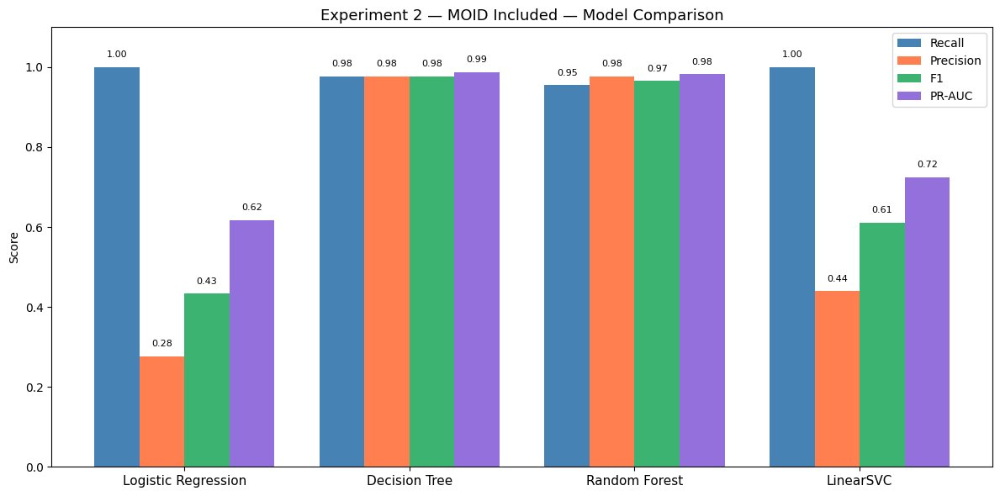 Experiment 2 — MOID Included — Model Comparison
Recall
Precision
F1
PR-AUC
Score
1.0
0.8
0.6
0.4
0.2
0.0
1.00
0.28
0.43
0.62
0.98
0.98
0.98
0.99
0.95
0.98
0.97
0.98
1.00
0.44
0.61
0.72
Logistic Regression
Decision Tree
Random Forest
LinearSVC